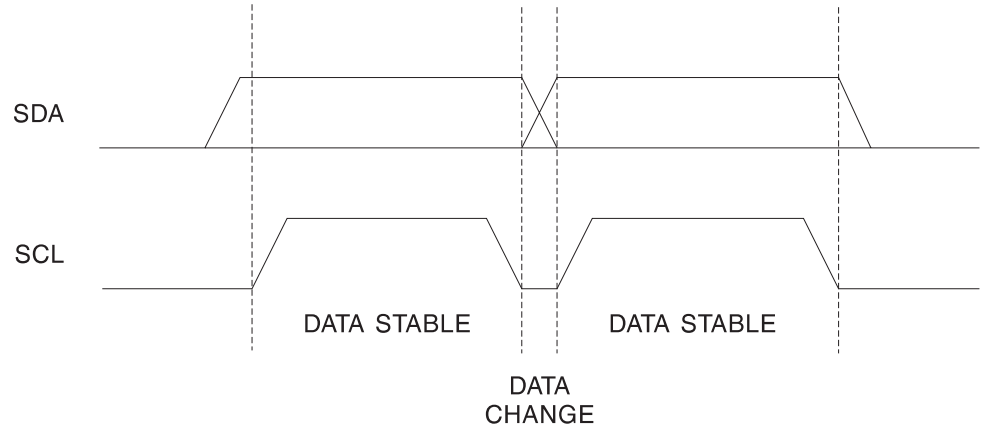 SDA
SCL
DATA STABLE
DATA STABLE
DATA
CHANGE